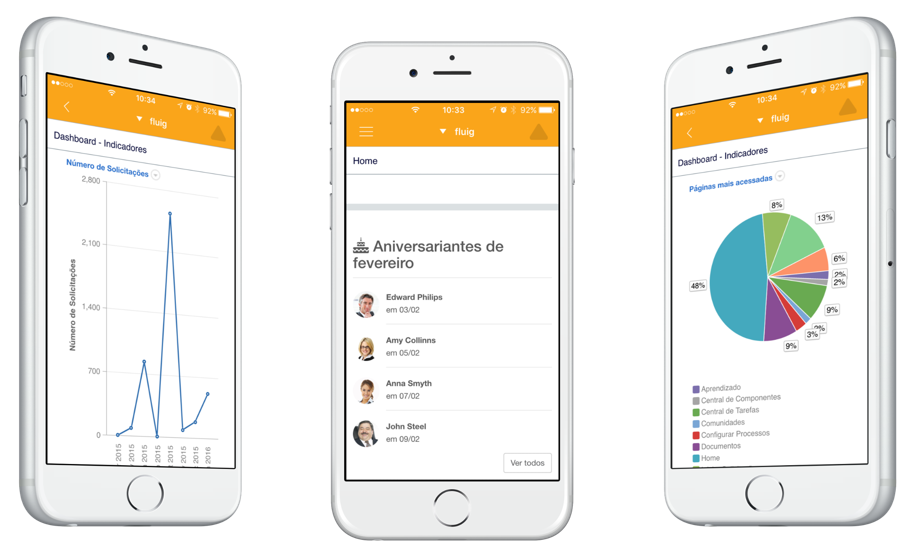 10:34
92%
fluig
Dashboard - Indicadores
Número de Solicitações
2,800
2,100
1,400
700
0
Número de Solicitações
2015
2015
2015
2015
2015
2015
2015
2016
10:33
92%
fluig
Home
Aniversariantes de
fevereiro
Edward Philips
em 03/02
Amy Collinns
em 05/02
Anna Smyth
em 07/02
John Steel
em 09/02
Ver todos
10:34
92%
fluig
Dashboard - Indicadores
Páginas mais acessadas
8%
13%
6%
2%
2%
48%
9%
3%
9%
Aprendizado
Central de Componentes
Central de Tarefas
Comunidades
Configurar Processos
Documentos
Home